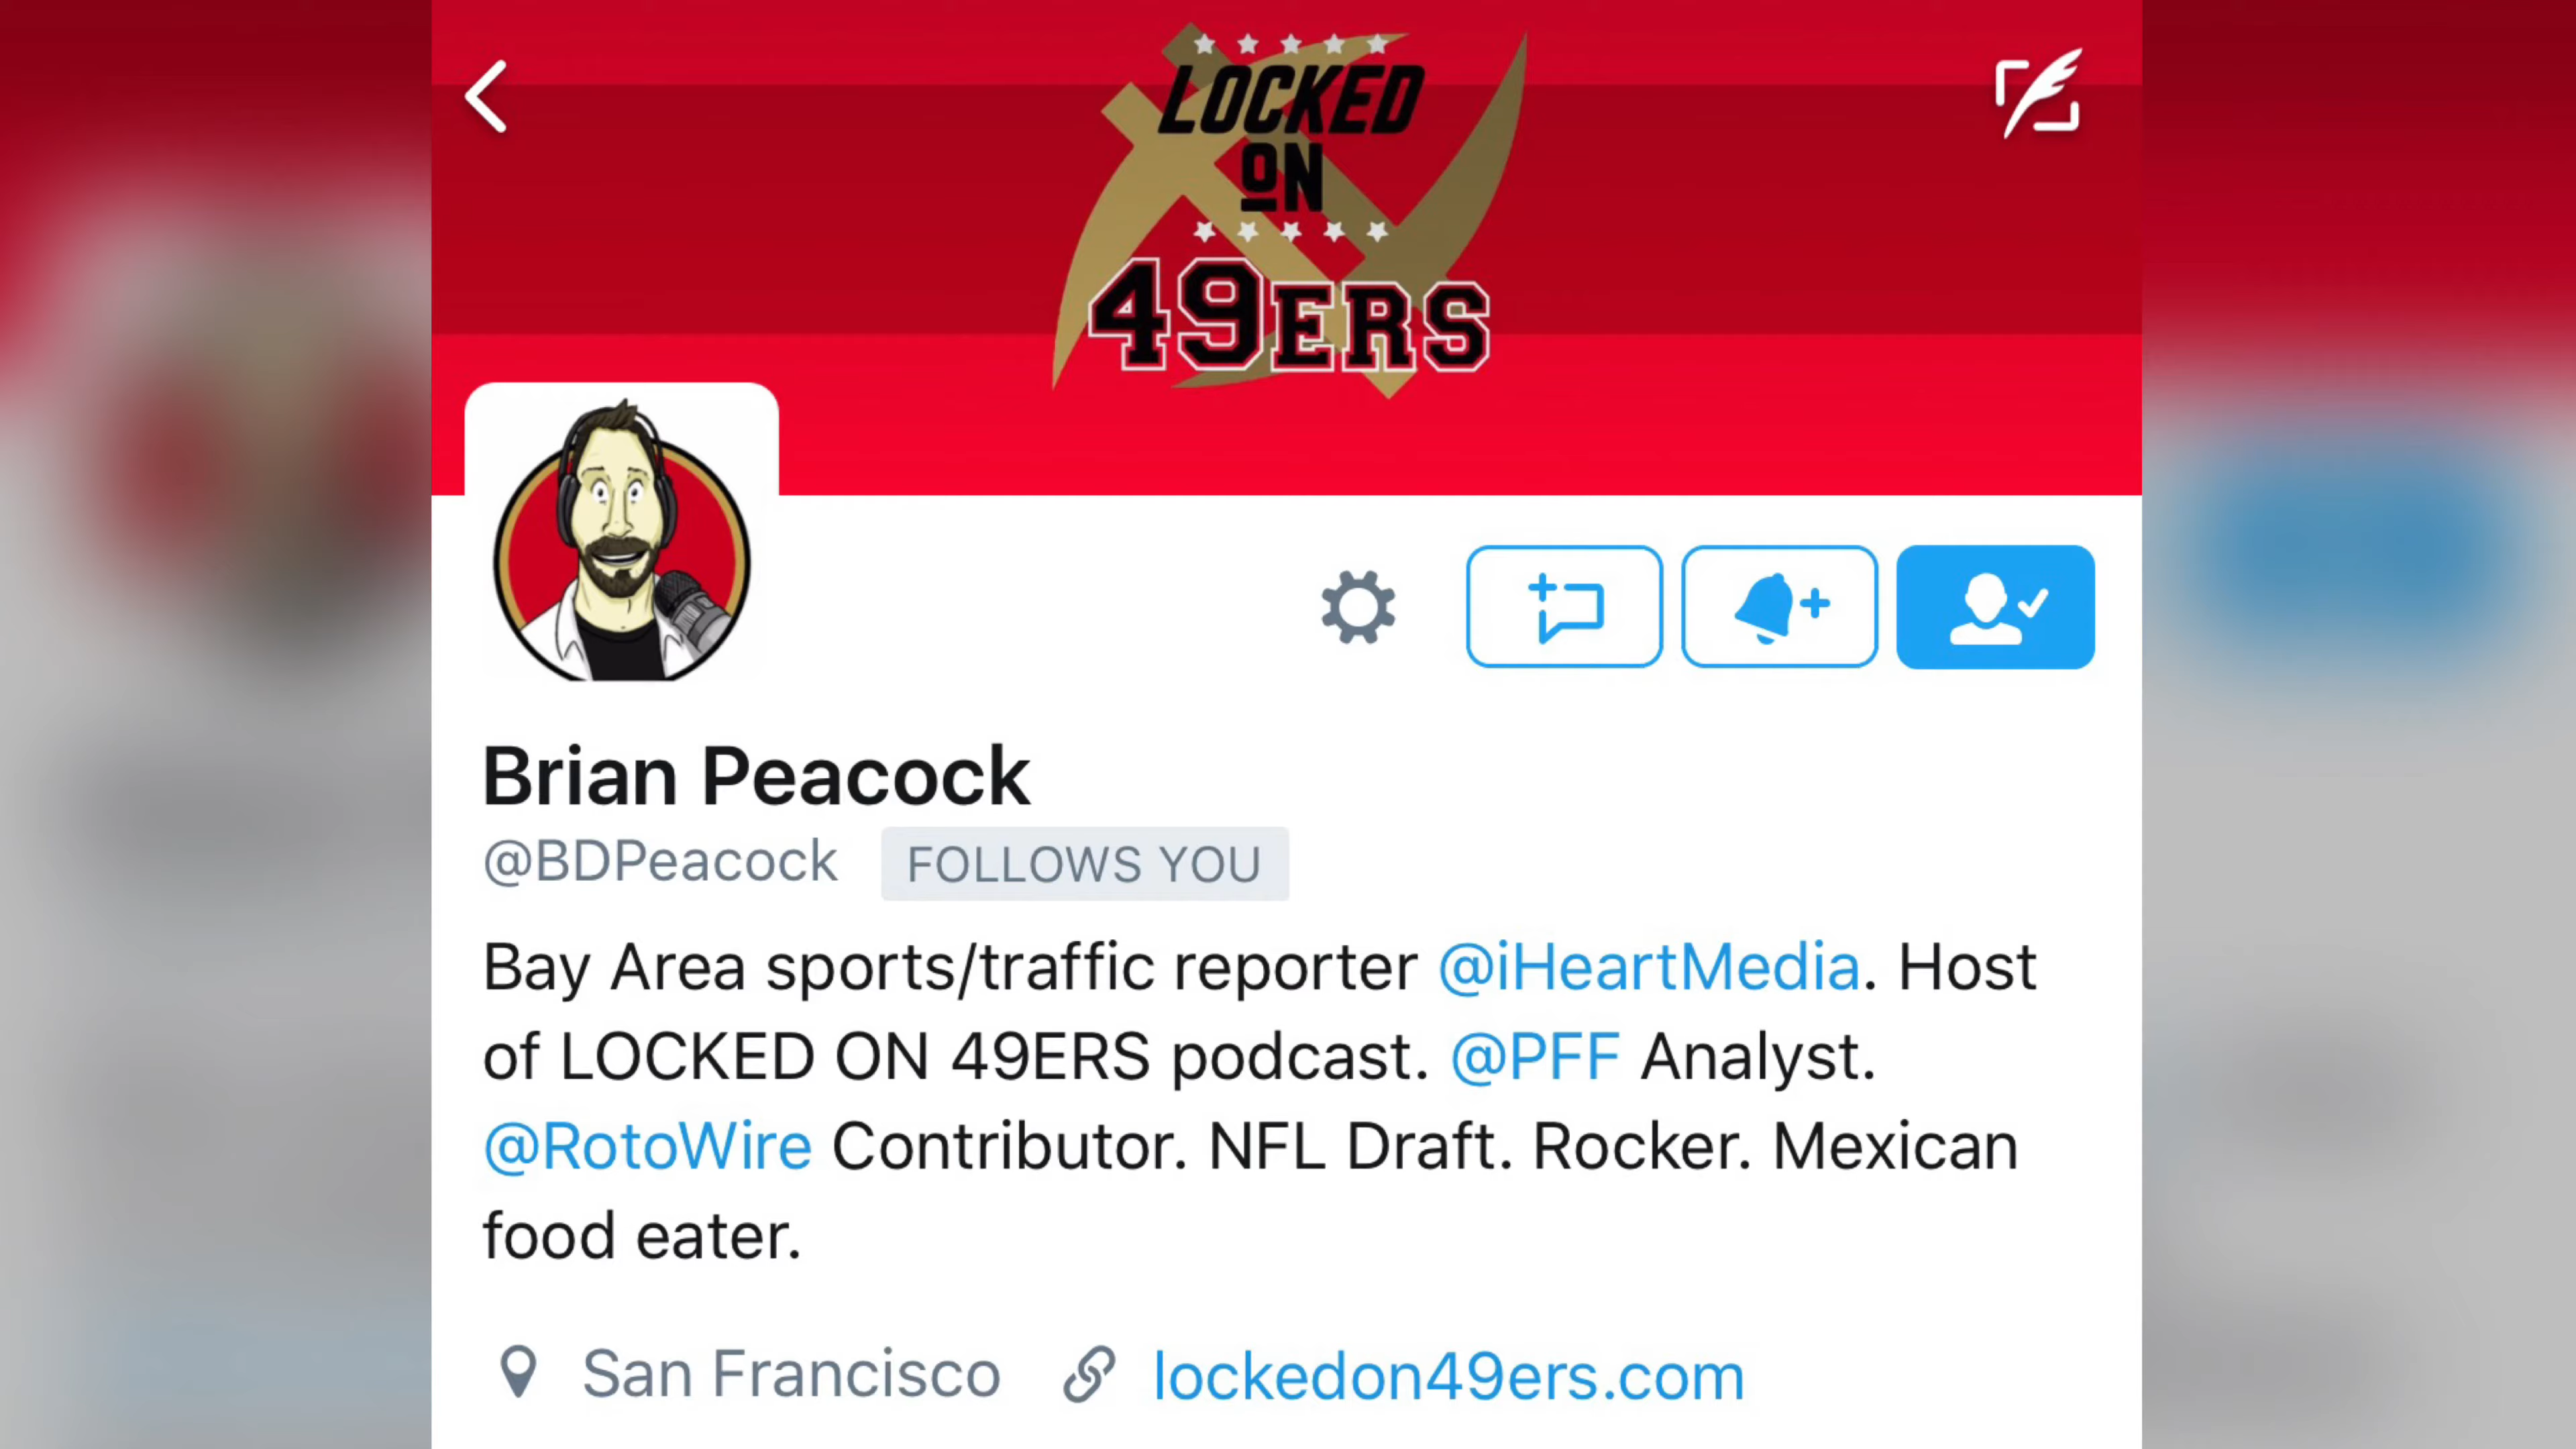 LOCKED
ON
49ERS
Brian Peacock
@BDPeacock FOLLOWS YOU
Bay Area sports/traffic reporter @iHeartMedia. Host
of LOCKED ON 49ERS podcast. @PFF Analyst.
@RotoWire Contributor. NFL Draft. Rocker. Mexican
food eater.
San Francisco lockedon49ers.com